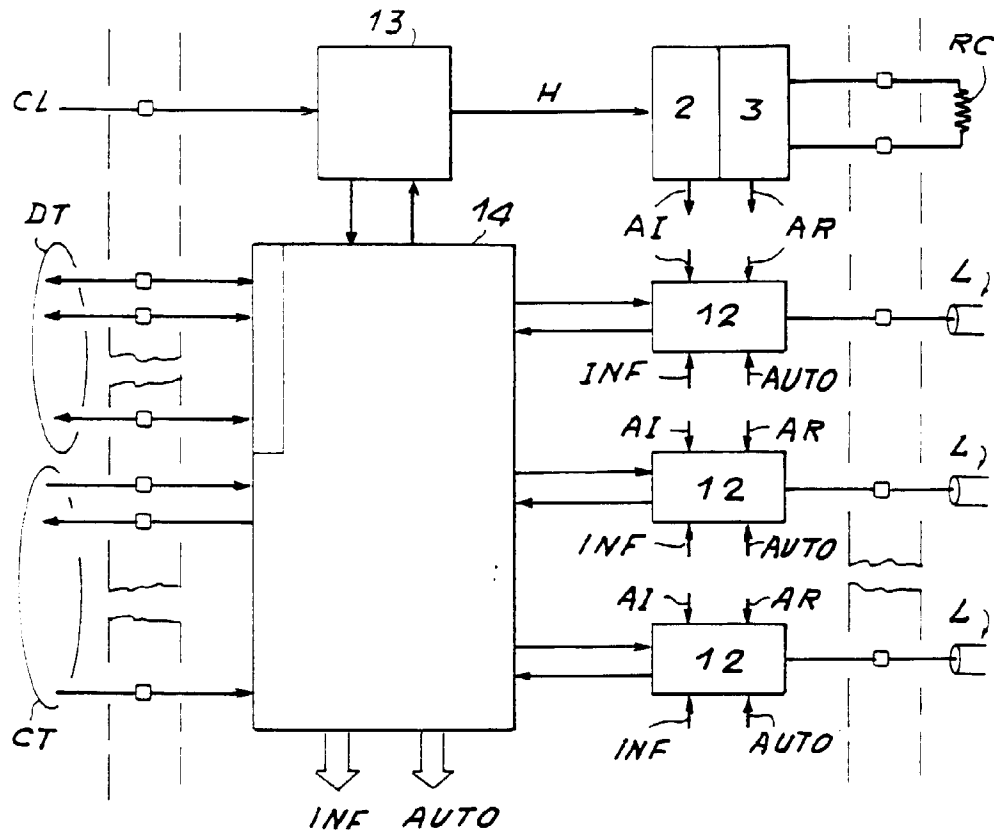 13
CL
H
2 3
RC
AI AR
DT
14
12
L
INF AUTO
AI AR
12
L
INF AUTO
AI AR
12
L
CT
INF AUTO
INF AUTO